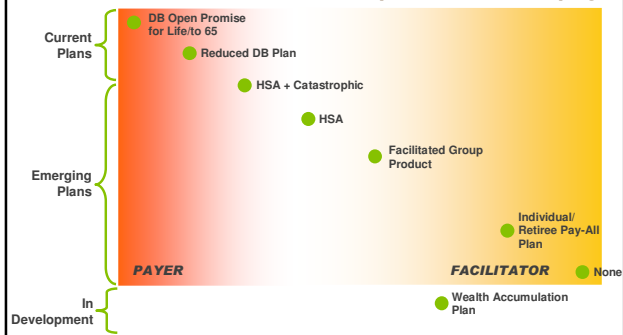 DB Open Promise
for Life/to 65
Current
Plans
Reduced DB Plan
HSA + Catastrophic
HSA
Facilitated Group
Product
Emerging
Plans
Individual/
Retiree Pay-All
Plan
PAYER
FACILITATOR
None
In
Development
Wealth Accumulation
Plan